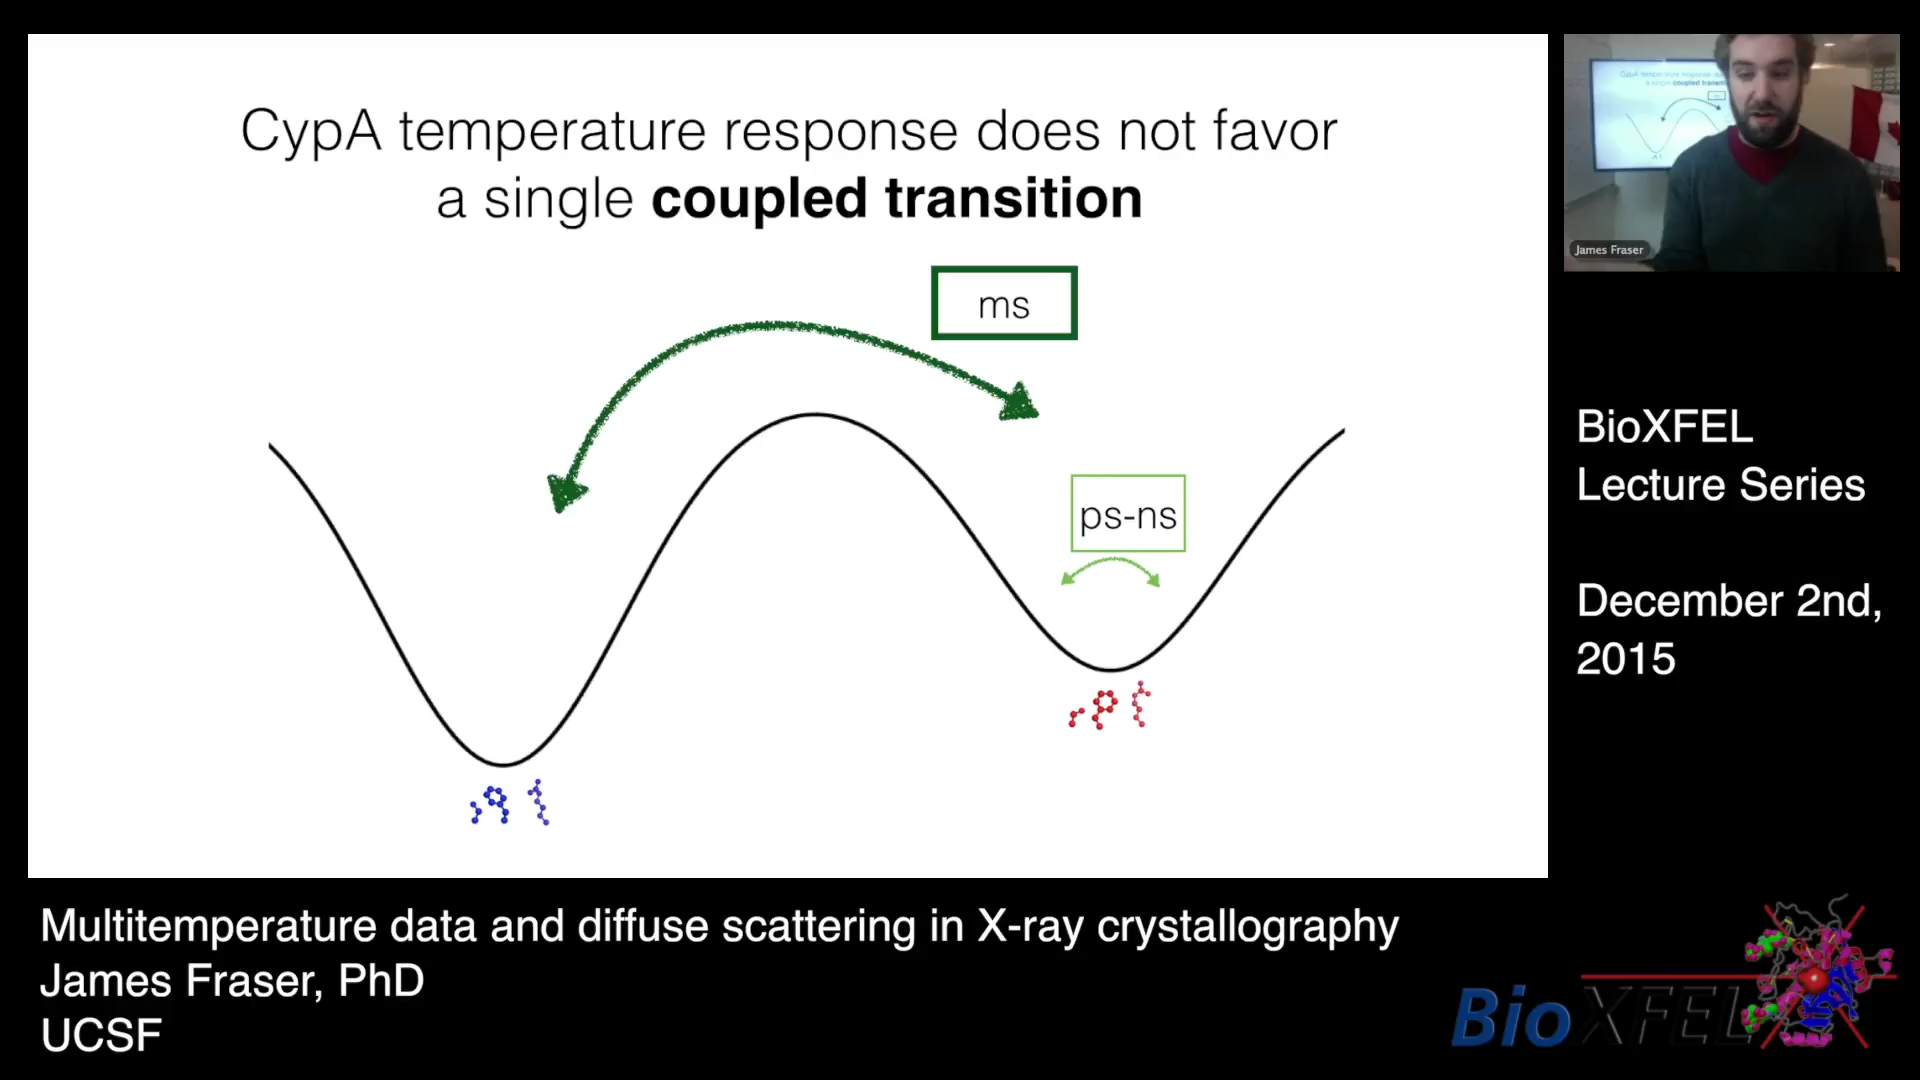 CypA temperature response does not favor
a single coupled transition
ms
ps-ns
James Fraser
BioXFEL
Lecture Series
December 2nd,
2015
Multitemperature data and diffuse scattering in X-ray crystallography
James Fraser, PhD
UCSF
BioXFEL